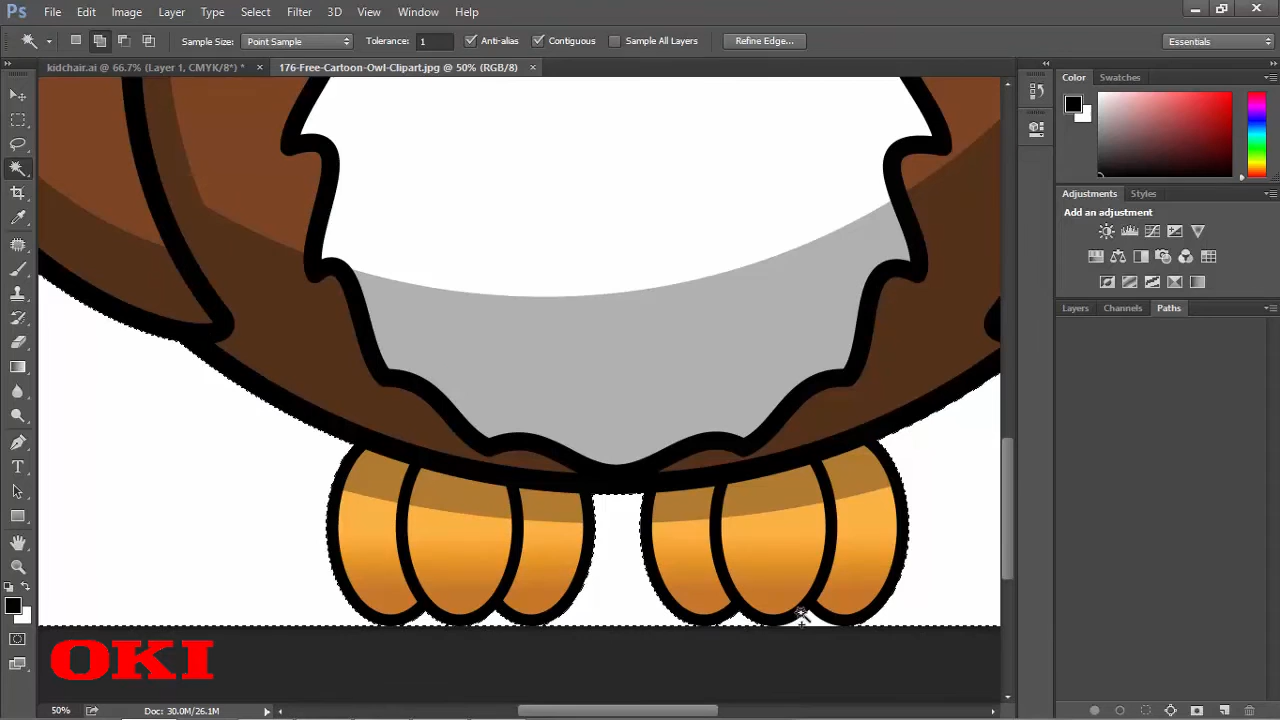 Ps File Edit Image Layer Type Select Filter 3D View Window Help
Sample Size: Point Sample Tolerance: 1 Anti-alias Contiguous Sample All Layers Refine Edge... Essentials
kidchair.ai @ 66.7% (Layer 1, CMYK/8*) * × 176-Free-Cartoon-Owl-Clipart.jpg @ 50% (RGB/8) ×
Color Swatches
Adjustments Styles
Add an adjustment
Layers Channels Paths
OKI
50% Doc: 30.0M/26.1M